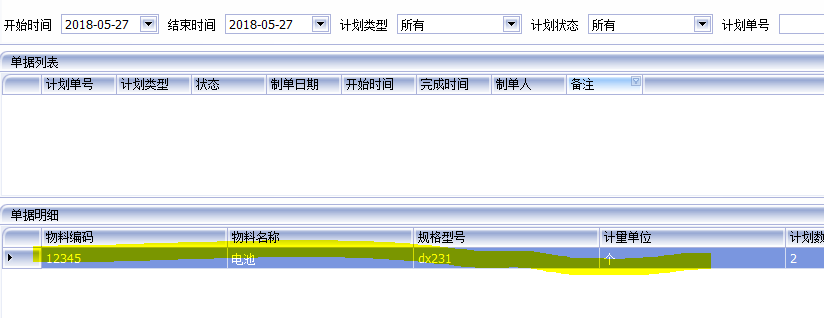 开始时间 2018-05-27 结束时间 2018-05-27 计划类型 所有 计划状态 所有 计划单号
单据列表
计划单号 计划类型 状态 制单日期 开始时间 完成时间 制单人 备注
单据明细
物料编码 物料名称 规格型号 计量单位 计划数
12345 电池 dx231 个 2